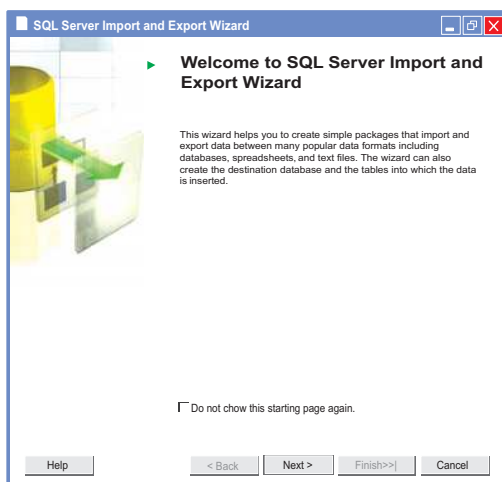 SQL Server Import and Export Wizard
Welcome to SQL Server Import and
Export Wizard
This wizard helps you to create simple packages that import and
export data between many popular data formats including
databases, spreadsheets, and text files. The wizard can also
create the destination database and the tables into which the data
is inserted.
Do not chow this starting page again.
Help
< Back
Next >
Finish>>|
Cancel